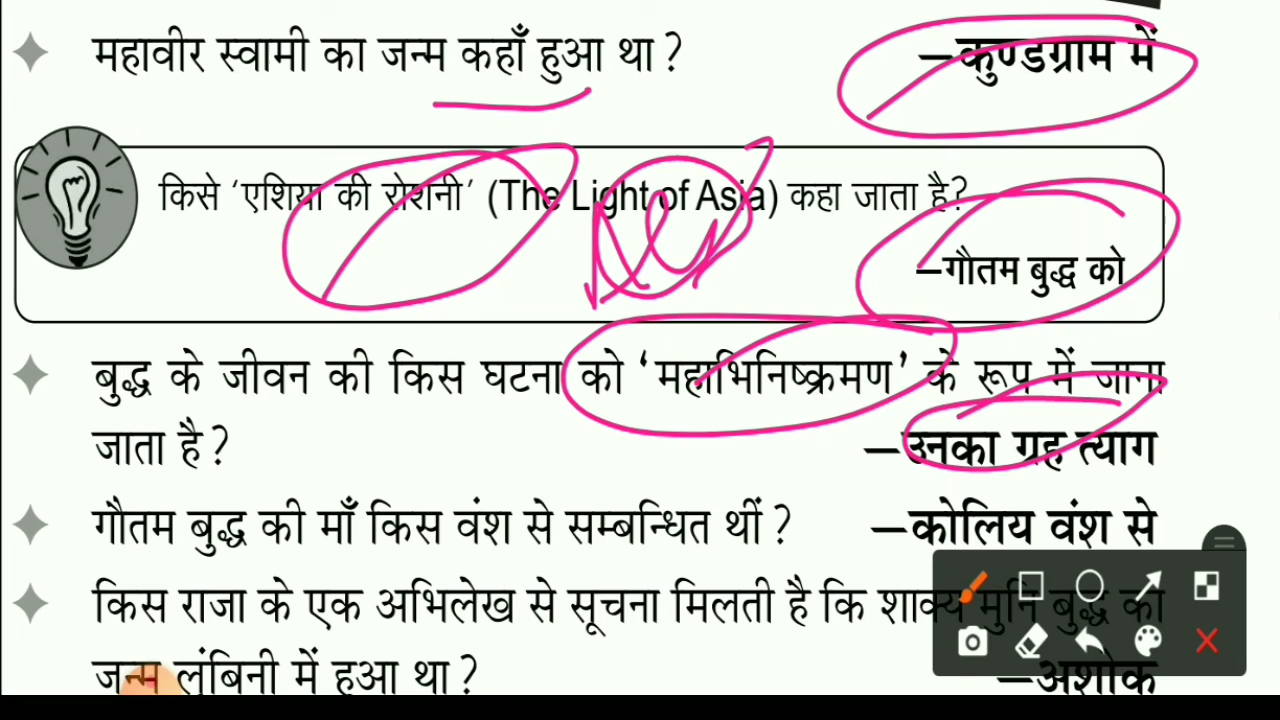 महावीर स्वामी का जन्म कहाँ हुआ था? –कुण्डग्राम में
किसे ‘एशिया की रोशनी’ (The Light of Asia) कहा जाता है?
–गौतम बुद्ध को
बुद्ध के जीवन की किस घटना को ‘महाभिनिष्क्रमण’ के रूप में जाना
जाता है? –उनका ग्रह त्याग
गौतम बुद्ध की माँ किस वंश से सम्बन्धित थीं? –कोलिय वंश से
किस राजा के एक अभिलेख से सूचना मिलती है कि शाक्य मुनि बुद्ध का
जन्म लुंबिनी में हुआ था? –अशोक